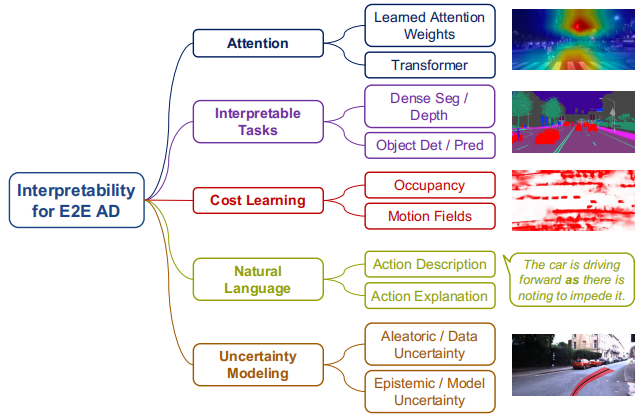 Interpretability
for E2E AD
Attention
Learned Attention
Weights
Transformer
Interpretable
Tasks
Dense Seg /
Depth
Object Det / Pred
Cost Learning
Occupancy
Motion Fields
Natural
Language
Action Description
Action Explanation
The car is driving
forward as there is
noting to impede it.
Uncertainty
Modeling
Aleatoric / Data
Uncertainty
Epistemic / Model
Uncertainty